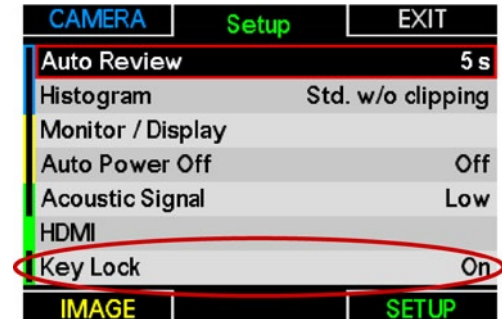 CAMERA Setup EXIT
Auto Review 5 s
Histogram Std. w/o clipping
Monitor / Display
Auto Power Off Off
Acoustic Signal Low
HDMI
Key Lock On
IMAGE SETUP